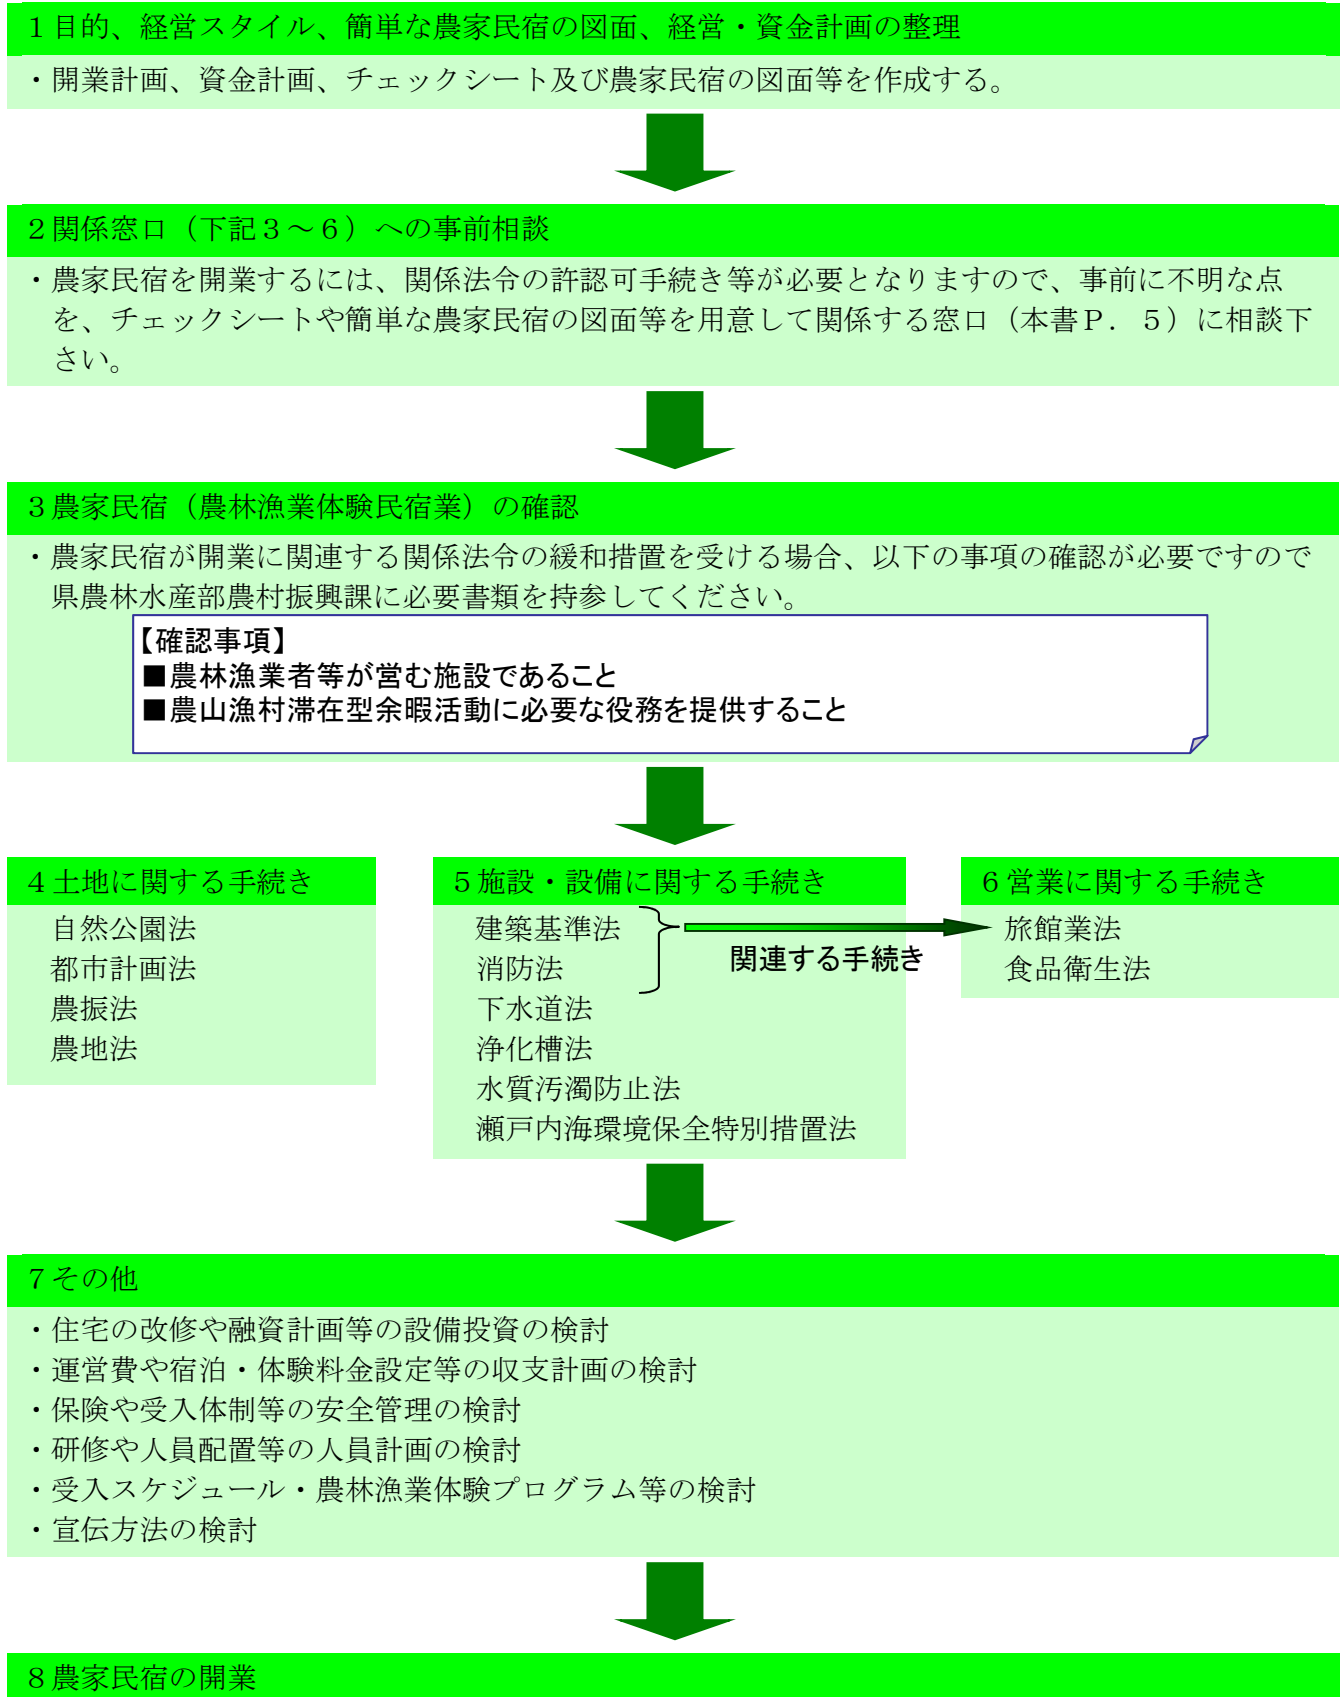 １目的、経営スタイル、簡単な農家民宿の図面、経営・資金計画の整理
・開業計画、資金計画、チェックシート及び農家民宿の図面等を作成する。
２関係窓口（下記３～６）への事前相談
・農家民宿を開業するには、関係法令の許認可手続き等が必要となりますので、事前に不明な点
を、チェックシートや簡単な農家民宿の図面等を用意して関係する窓口（本書Ｐ．５）に相談下
さい。
３農家民宿（農林漁業体験民宿業）の確認
・農家民宿が開業に関連する関係法令の緩和措置を受ける場合、以下の事項の確認が必要ですので
県農林水産部農村振興課に必要書類を持参してください。
【確認事項】
■農林漁業者等が営む施設であること
■農山漁村滞在型余暇活動に必要な役務を提供すること
４土地に関する手続き
自然公園法
都市計画法
農振法
農地法
５施設・設備に関する手続き
建築基準法
消防法
下水道法
浄化槽法
水質汚濁防止法
瀬戸内海環境保全特別措置法
関連する手続き
６営業に関する手続き
旅館業法
食品衛生法
７その他
・住宅の改修や融資計画等の設備投資の検討
・運営費や宿泊・体験料金設定等の収支計画の検討
・保険や受入体制等の安全管理の検討
・研修や人員配置等の人員計画の検討
・受入スケジュール・農林漁業体験プログラム等の検討
・宣伝方法の検討
８農家民宿の開業